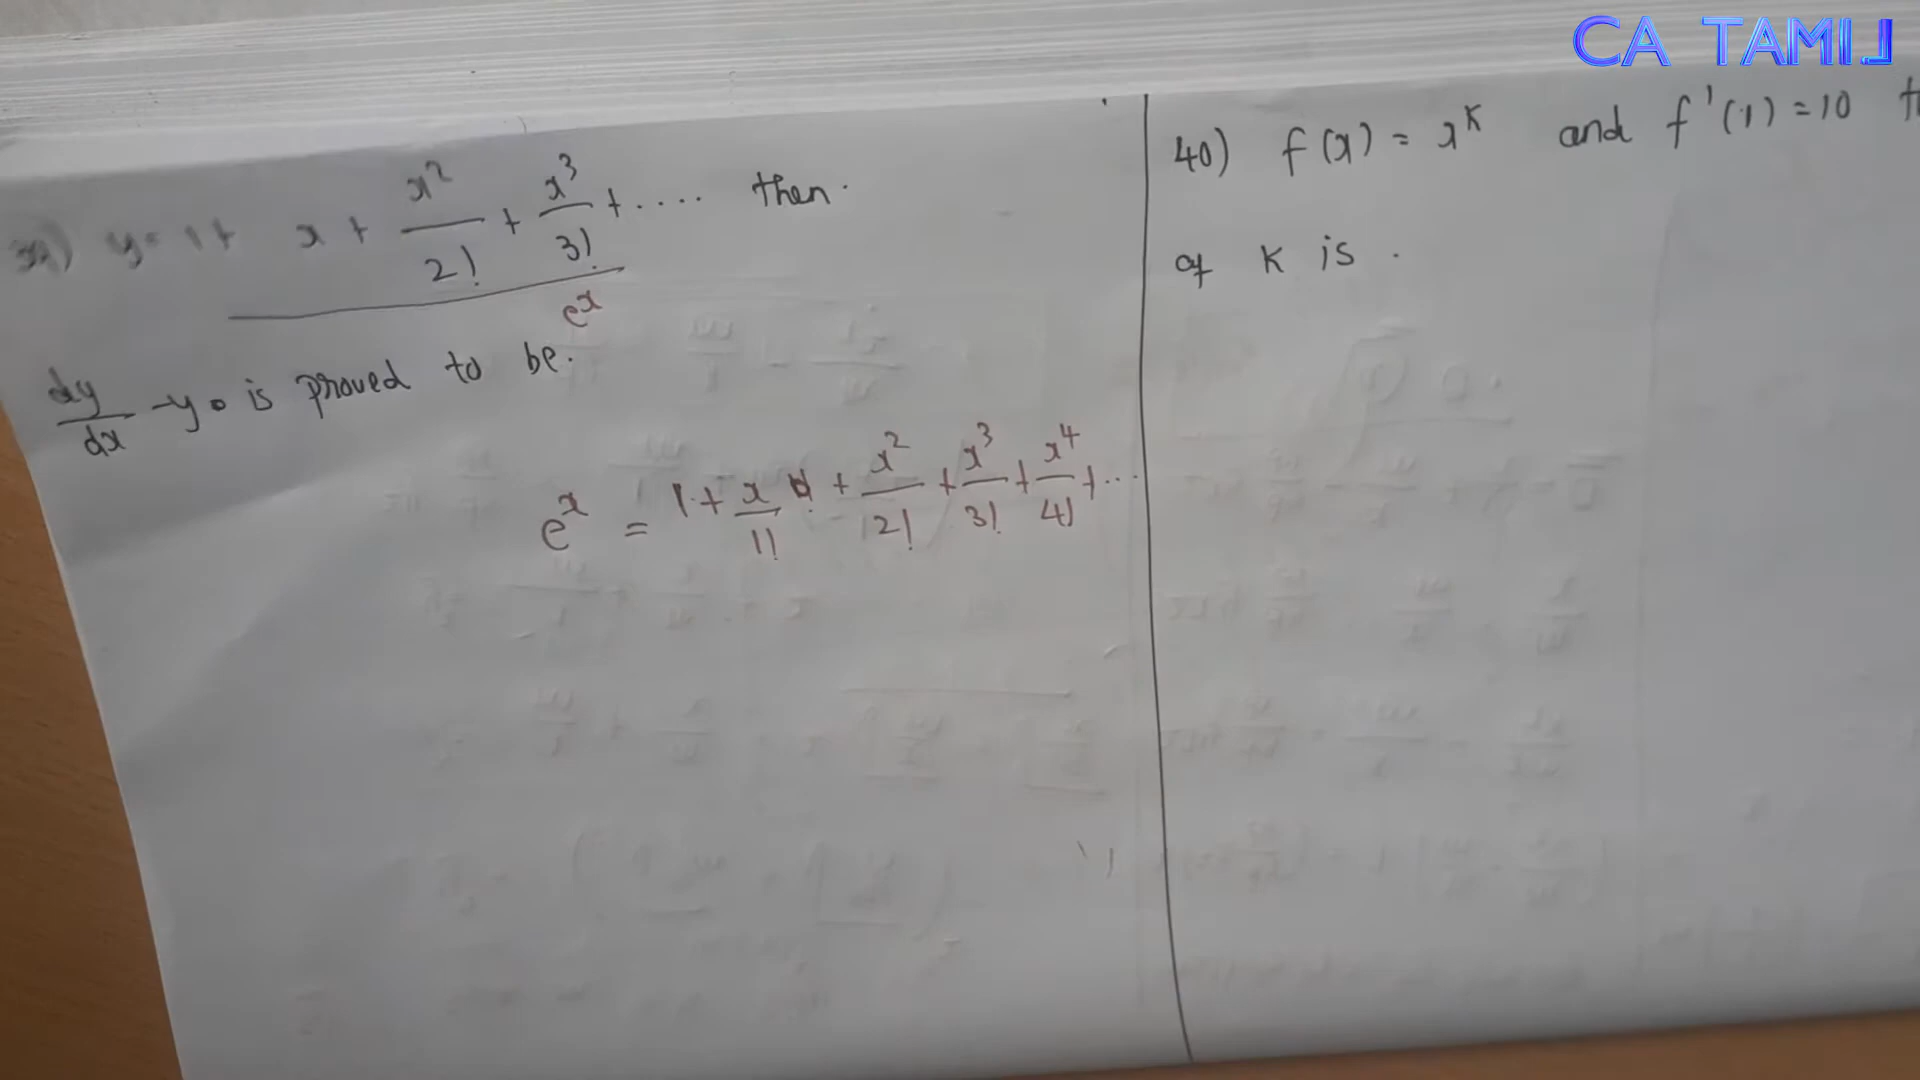 CA TAMIL
39) y = 1 + x + x²/2! + x³/3! + .... then.
e^x
dy/dx - y is proved to be.
e^x = 1 + x/1! + x²/2! + x³/3! + x⁴/4! + ...
40) f(x) = x^K and f'(1) = 10
of K is .